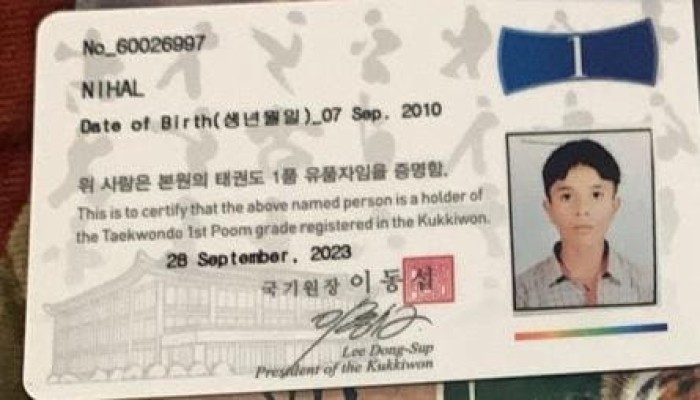 No_60026997
1
NIHAL
Date of Birth(생년월일)_07 Sep. 2010
위 사람은 본원의 태권도 1품 유품자임을 증명함.
This is to certify that the above named person is a holder of
the Taekwondo 1st Poom grade registered in the Kukkiwon.
28 September, 2023
국기원장 이동섭
Lee Dong-Sup
President of the Kukkiwon